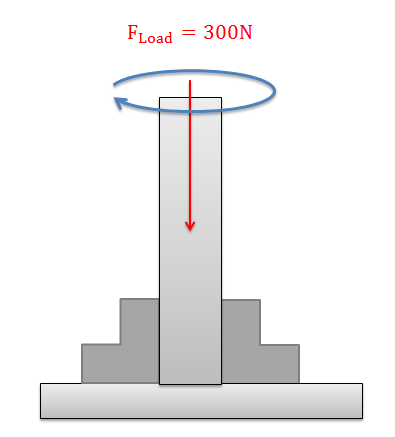 F_Load = 300N